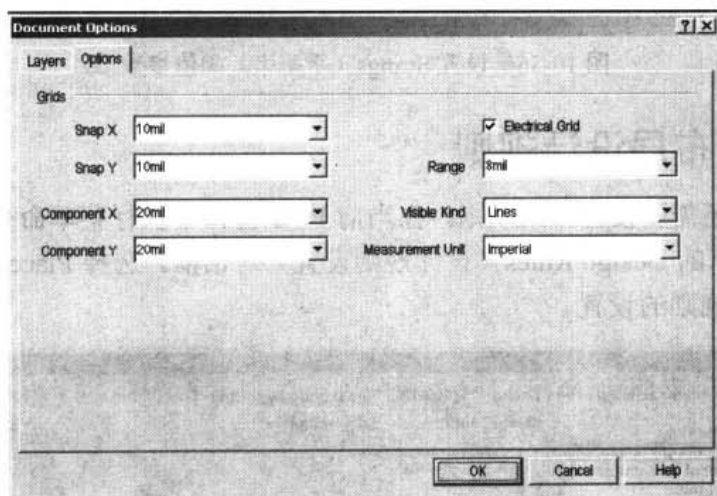 Document Options
Layers Options
Grids
Snap X 10mil
Electrical Grid
Snap Y 10mil
Range 8mil
Component X 20mil
Visible Kind Lines
Component Y 20mil
Measurement Unit Imperial
OK Cancel Help